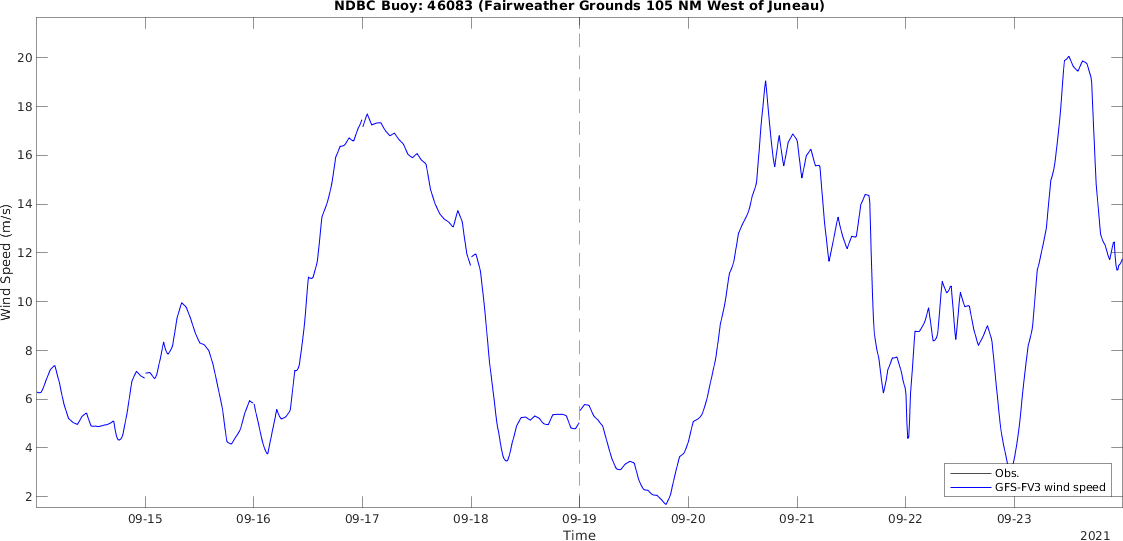 NDBC Buoy: 46083 (Fairweather Grounds 105 NM West of Juneau)
20
18
16
14
12
10
8
6
4
2
Wind Speed (m/s)
Obs.
GFS-FV3 wind speed
09-15 09-16 09-17 09-18 09-19 09-20 09-21 09-22 09-23
Time
2021